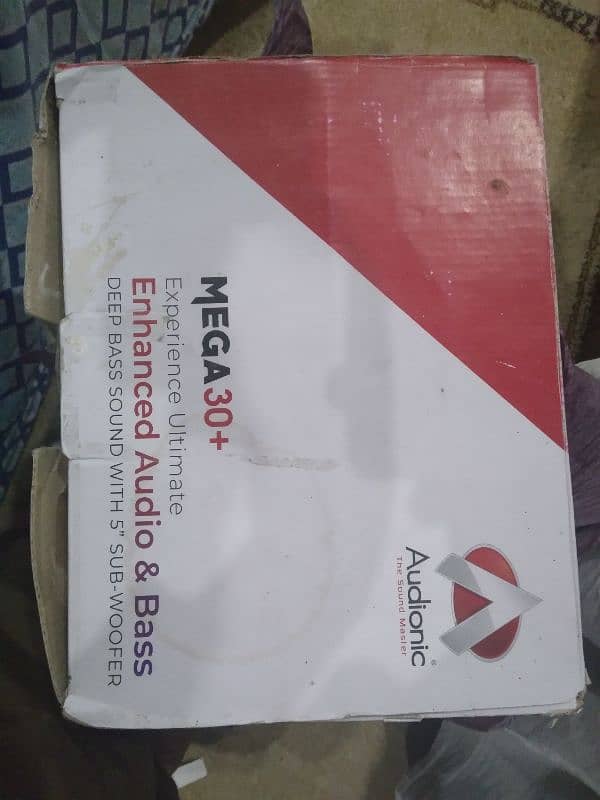 Audionic®
The Sound Master
MEGA30+
Experience Ultimate
Enhanced Audio & Bass
DEEP BASS SOUND WITH 5" SUB-WOOFER